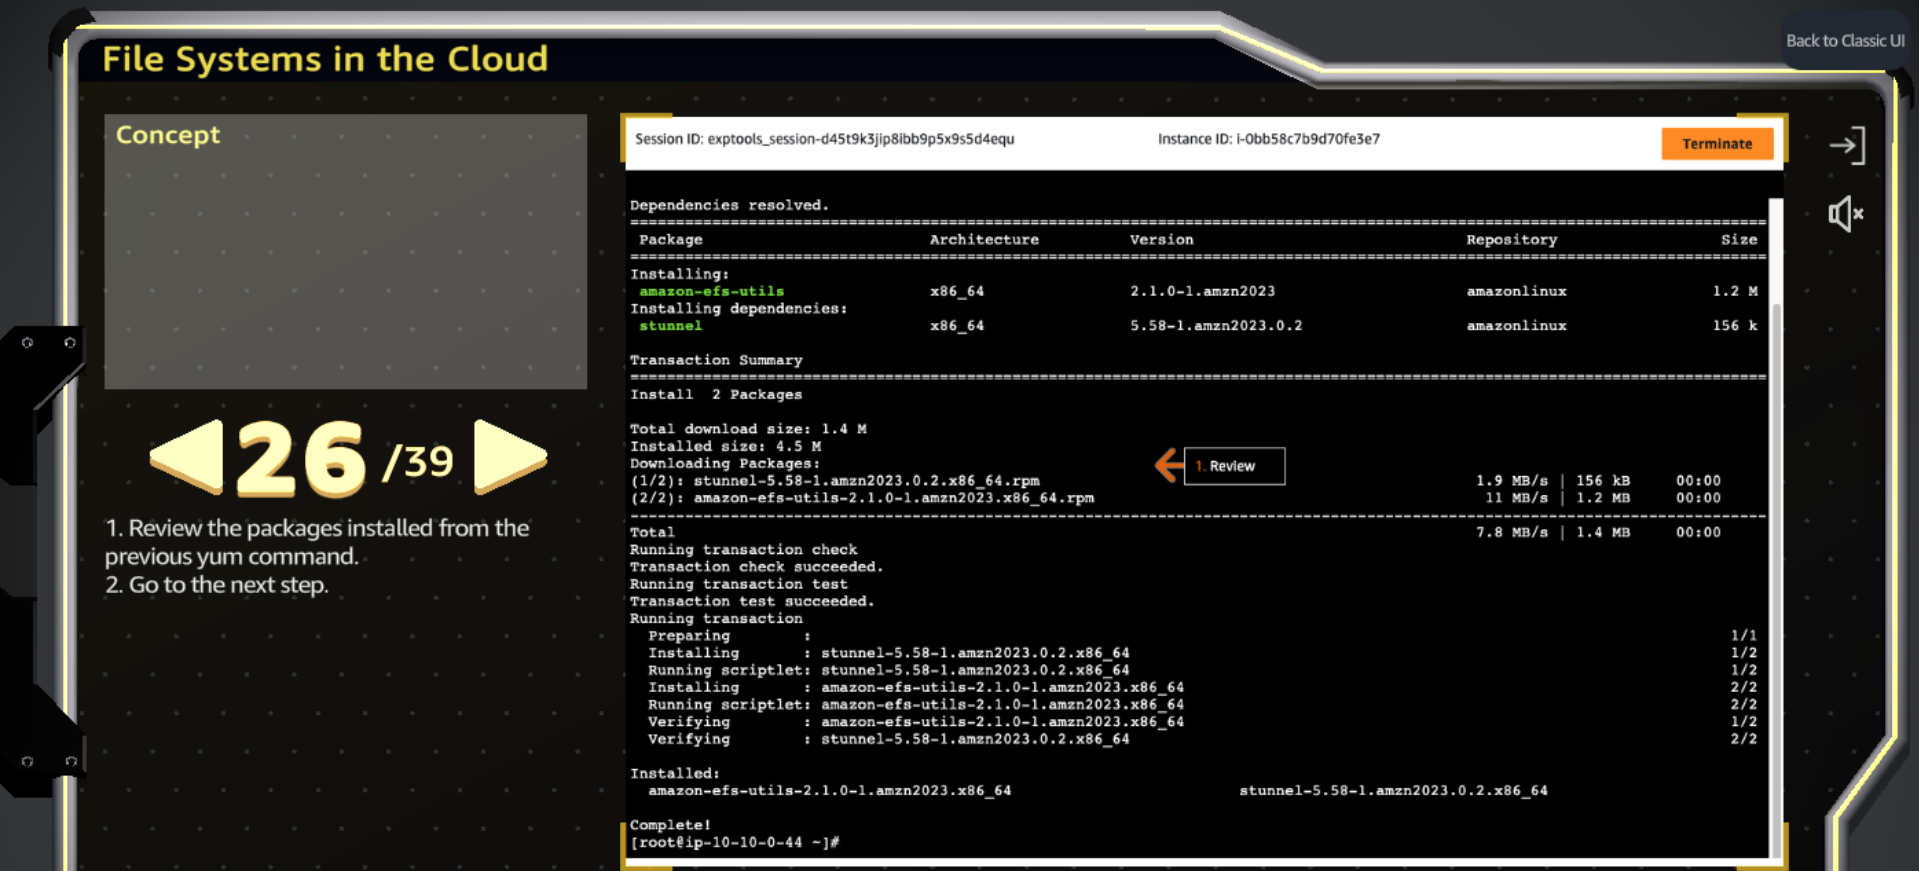 Back to Classic UI
File Systems in the Cloud
Concept
26/39
1. Review the packages installed from the
previous yum command.
2. Go to the next step.
Session ID: exptools_session-d45t9k3jip8ibb9p5x9s5d4equ Instance ID: i-0bb58c7b9d70fe3e7 Terminate
Dependencies resolved.
Package Architecture Version Repository Size
Installing:
amazon-efs-utils x86_64 2.1.0-1.amzn2023 amazonlinux 1.2 M
Installing dependencies:
stunnel x86_64 5.58-1.amzn2023.0.2 amazonlinux 156 k
Transaction Summary
Install 2 Packages
Total download size: 1.4 M
Installed size: 4.5 M
Downloading Packages:
1. Review
(1/2): stunnel-5.58-1.amzn2023.0.2.x86_64.rpm 1.9 MB/s | 156 kB 00:00
(2/2): amazon-efs-utils-2.1.0-1.amzn2023.x86_64.rpm 11 MB/s | 1.2 MB 00:00
Total 7.8 MB/s | 1.4 MB 00:00
Running transaction check
Transaction check succeeded.
Running transaction test
Transaction test succeeded.
Running transaction
Preparing : 1/1
Installing : stunnel-5.58-1.amzn2023.0.2.x86_64 1/2
Running scriptlet: stunnel-5.58-1.amzn2023.0.2.x86_64 1/2
Installing : amazon-efs-utils-2.1.0-1.amzn2023.x86_64 2/2
Running scriptlet: amazon-efs-utils-2.1.0-1.amzn2023.x86_64 2/2
Verifying : amazon-efs-utils-2.1.0-1.amzn2023.x86_64 1/2
Verifying : stunnel-5.58-1.amzn2023.0.2.x86_64 2/2
Installed:
amazon-efs-utils-2.1.0-1.amzn2023.x86_64 stunnel-5.58-1.amzn2023.0.2.x86_64
Complete!
[root@ip-10-10-0-44 ~]#